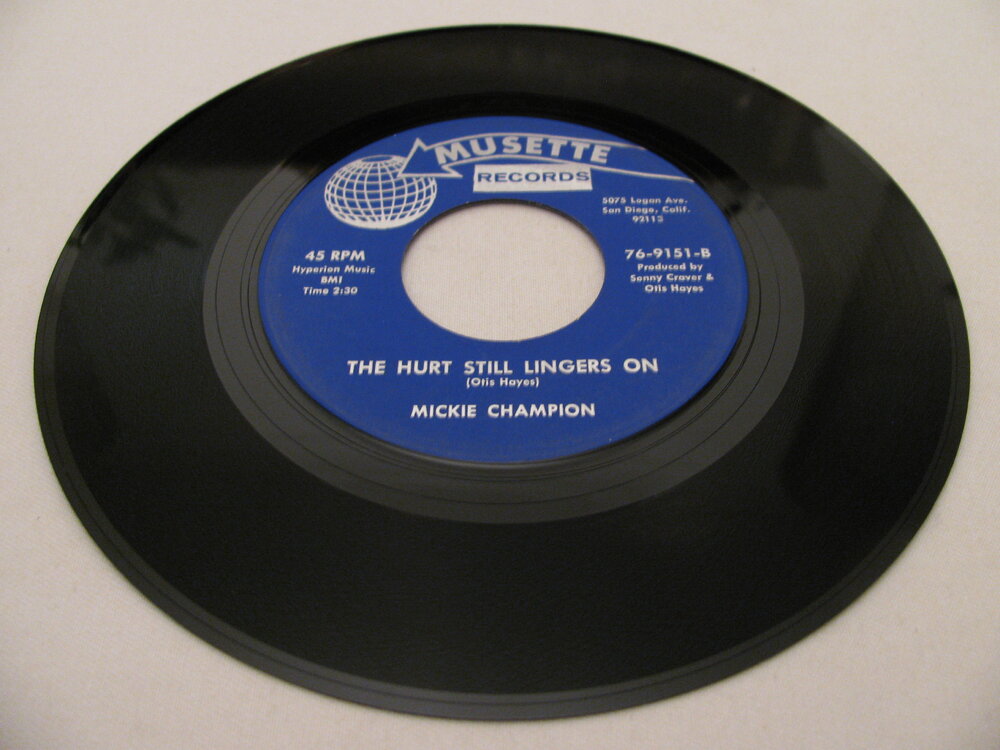 MUSETTE
RECORDS
5075 Logan Ave.
San Diego, Calif.
92113
45 RPM
Hyperion Music
BMI
Time 2:30
76-9151-B
Produced by
Sonny Craver &
Otis Hayes
THE HURT STILL LINGERS ON
(Otis Hayes)
MICKIE CHAMPION